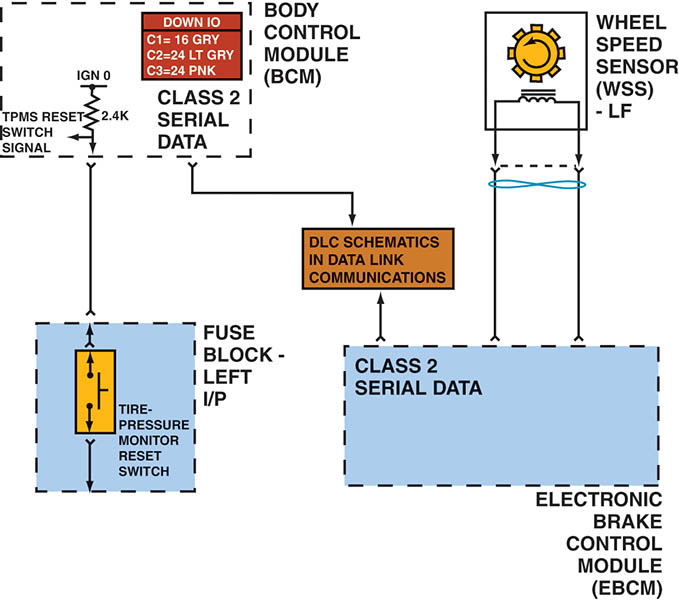 DOWN IO
C1= 16 GRY
C2=24 LT GRY
C3=24 PNK
BODY
CONTROL
MODULE
(BCM)
IGN 0
2.4K
TPMS RESET
SWITCH
SIGNAL
CLASS 2
SERIAL
DATA
WHEEL
SPEED
SENSOR
(WSS)
- LF
DLC SCHEMATICS
IN DATA LINK
COMMUNICATIONS
FUSE
BLOCK -
LEFT
I/P
TIRE-
PRESSURE
MONITOR
RESET
SWITCH
CLASS 2
SERIAL DATA
ELECTRONIC
BRAKE
CONTROL
MODULE
(EBCM)